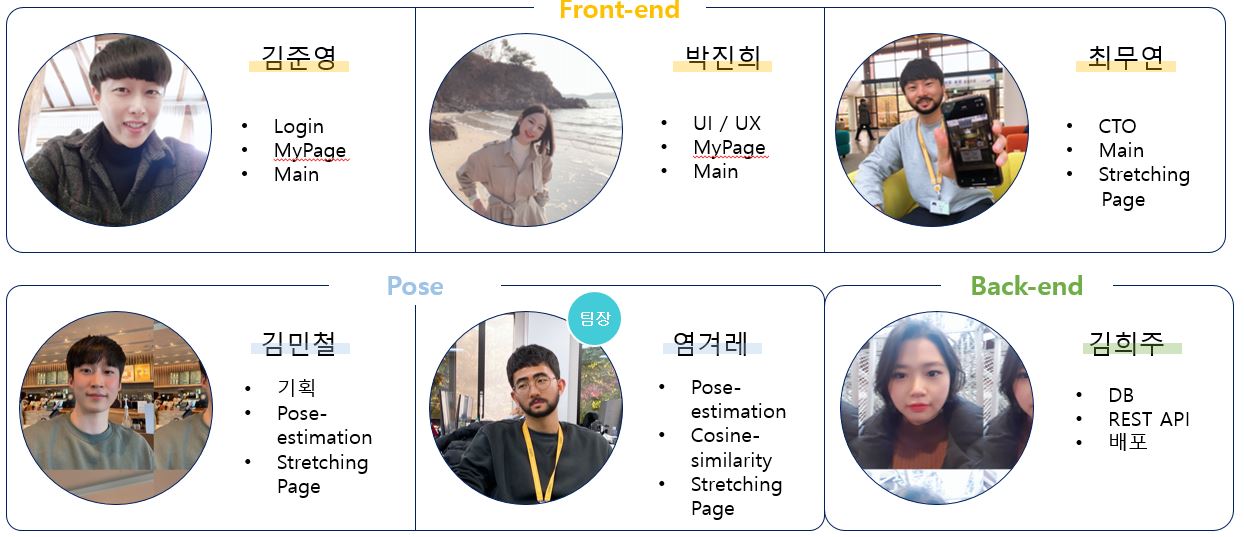 Front-end
김준영
• Login
• MyPage
• Main
박진희
• UI / UX
• MyPage
• Main
최무연
• CTO
• Main
• Stretching
Page
Pose
김민철
• 기획
• Pose-
estimation
• Stretching
Page
팀장
염겨레
• Pose-
estimation
• Cosine-
similarity
• Stretching
Page
Back-end
김희주
• DB
• REST API
• 배포